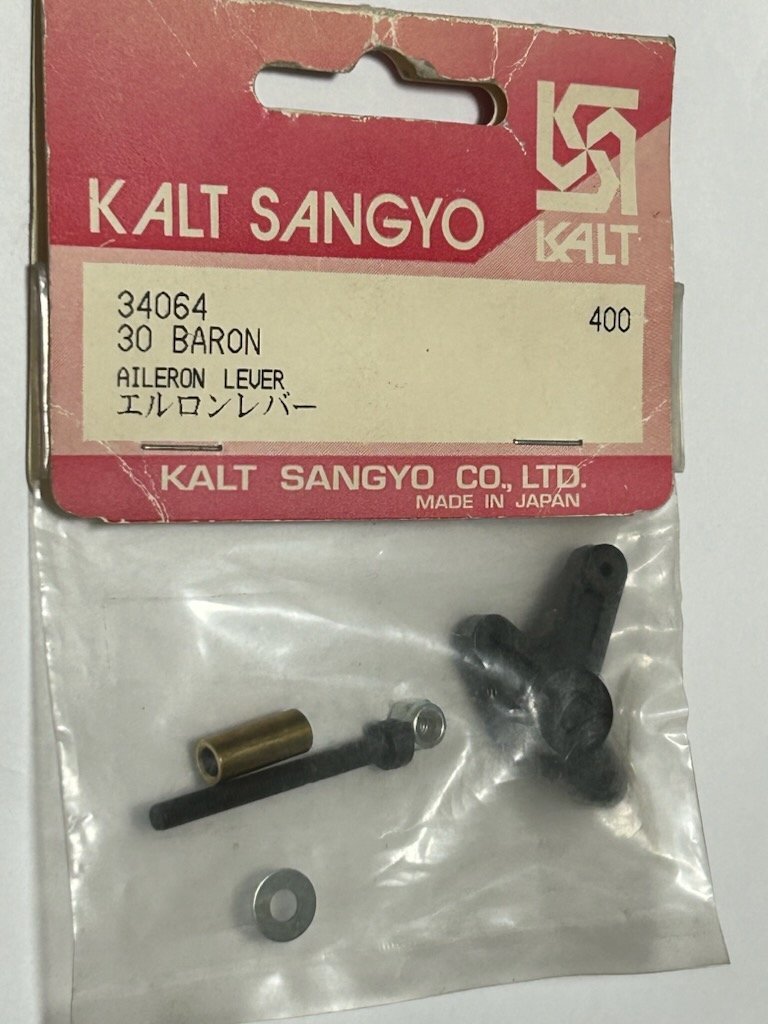 KALT
KALT SANGYO
34064
400
30 BARON
AILERON LEVER
エルロンレバー
KALT SANGYO CO., LTD.
MADE IN JAPAN